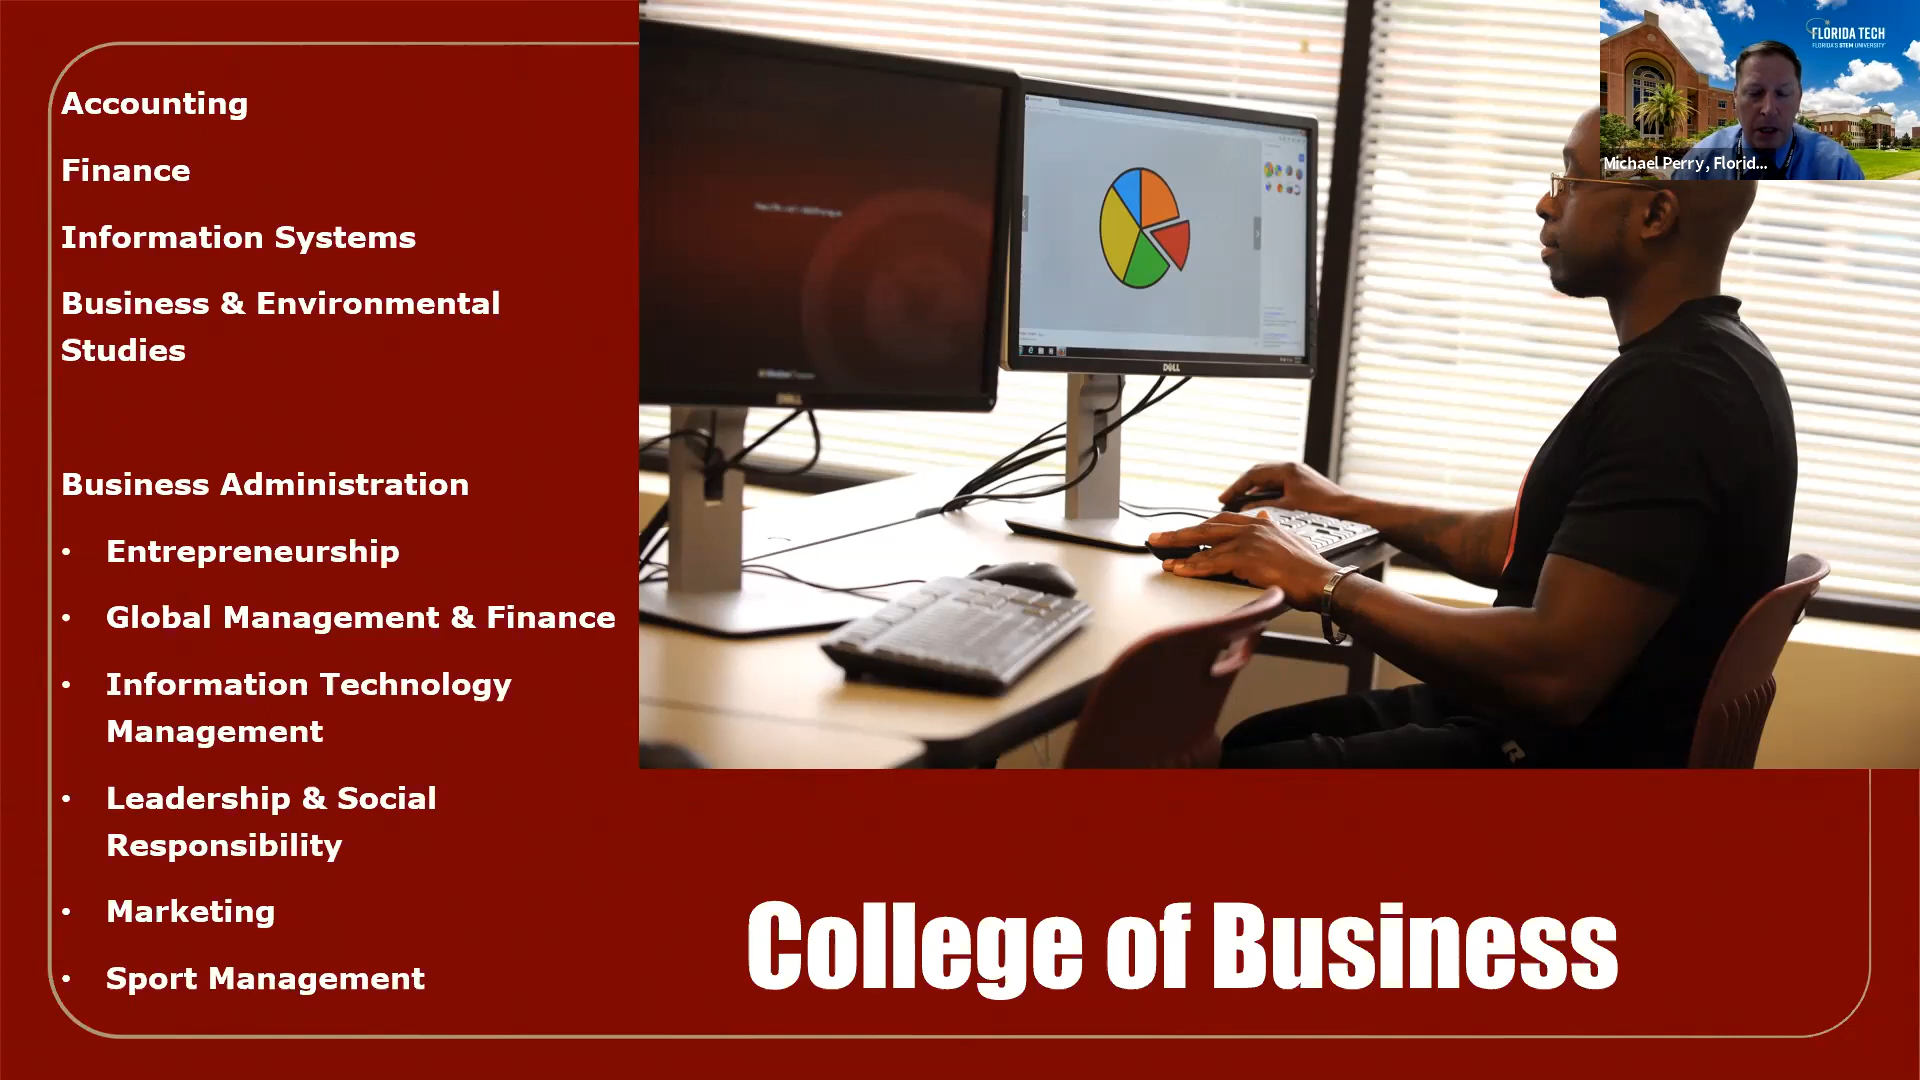 Accounting
Finance
Information Systems
Business & Environmental
Studies
Business Administration
• Entrepreneurship
• Global Management & Finance
• Information Technology
Management
• Leadership & Social
Responsibility
• Marketing
• Sport Management
College of Business
FLORIDA TECH
FLORIDA'S STEM UNIVERSITY
Michael Perry, Florid...
DELL
DELL